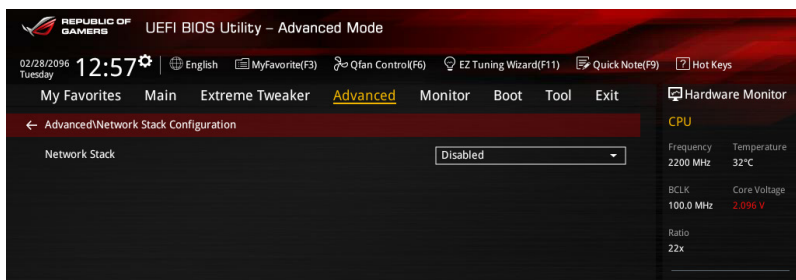 REPUBLIC OF
GAMERS
UEFI BIOS Utility – Advanced Mode
02/28/2096
Tuesday
12:57
English
MyFavorite(F3)
Qfan Control(F6)
EZ Tuning Wizard(F11)
Quick Note(F9)
? Hot Keys
My Favorites Main Extreme Tweaker Advanced Monitor Boot Tool Exit
Hardware Monitor
← Advanced\Network Stack Configuration
Network Stack Disabled
CPU
Frequency Temperature
2200 MHz 32°C
BCLK Core Voltage
100.0 MHz 2.096 V
Ratio
22x